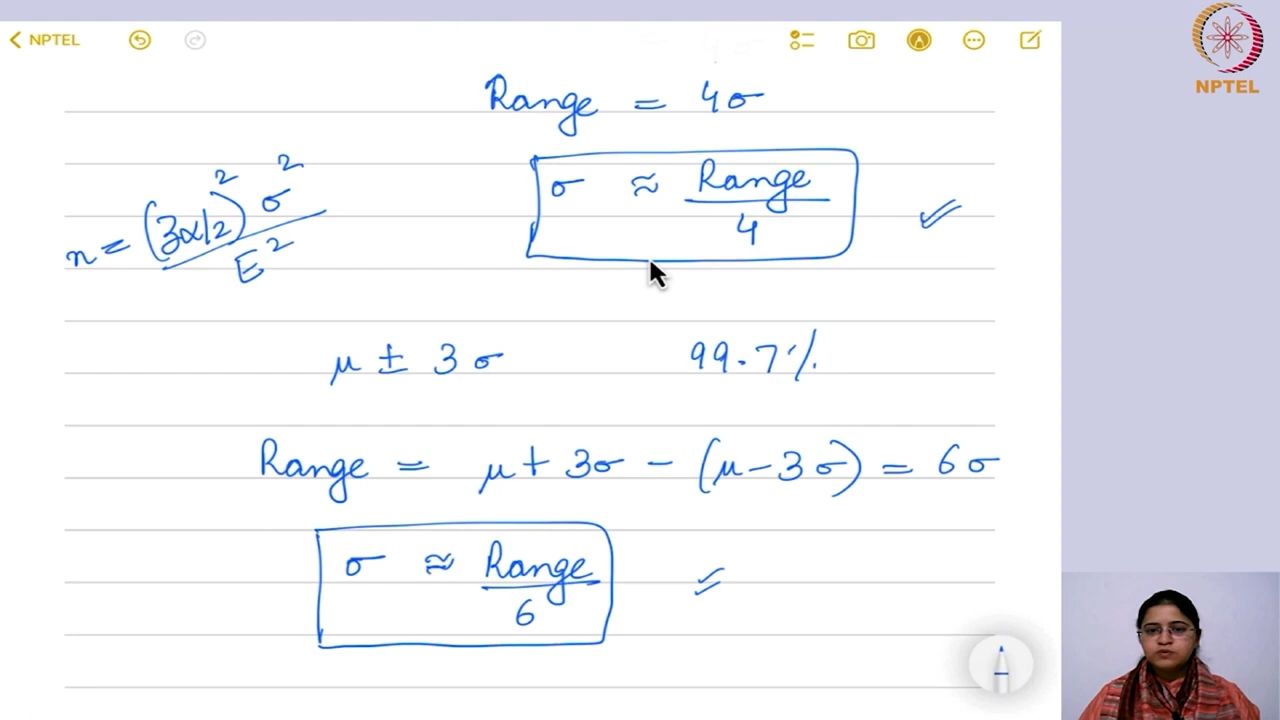 NPTEL
NPTEL
Range = 4σ
σ ≈ Range/4
n = (zα/2)² σ² / E²
μ ± 3σ 99.7%
Range = μ + 3σ - (μ - 3σ) = 6σ
σ ≈ Range/6